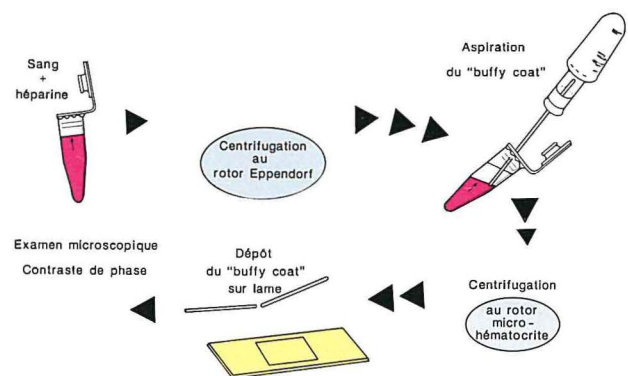 Sang
+
héparine
Centrifugation
au
rotor Eppendorf
Aspiration
du "buffy coat"
Centrifugation
au rotor
micro-
hématocrite
Dépôt
du "buffy coat"
sur lame
Examen microscopique
Contraste de phase